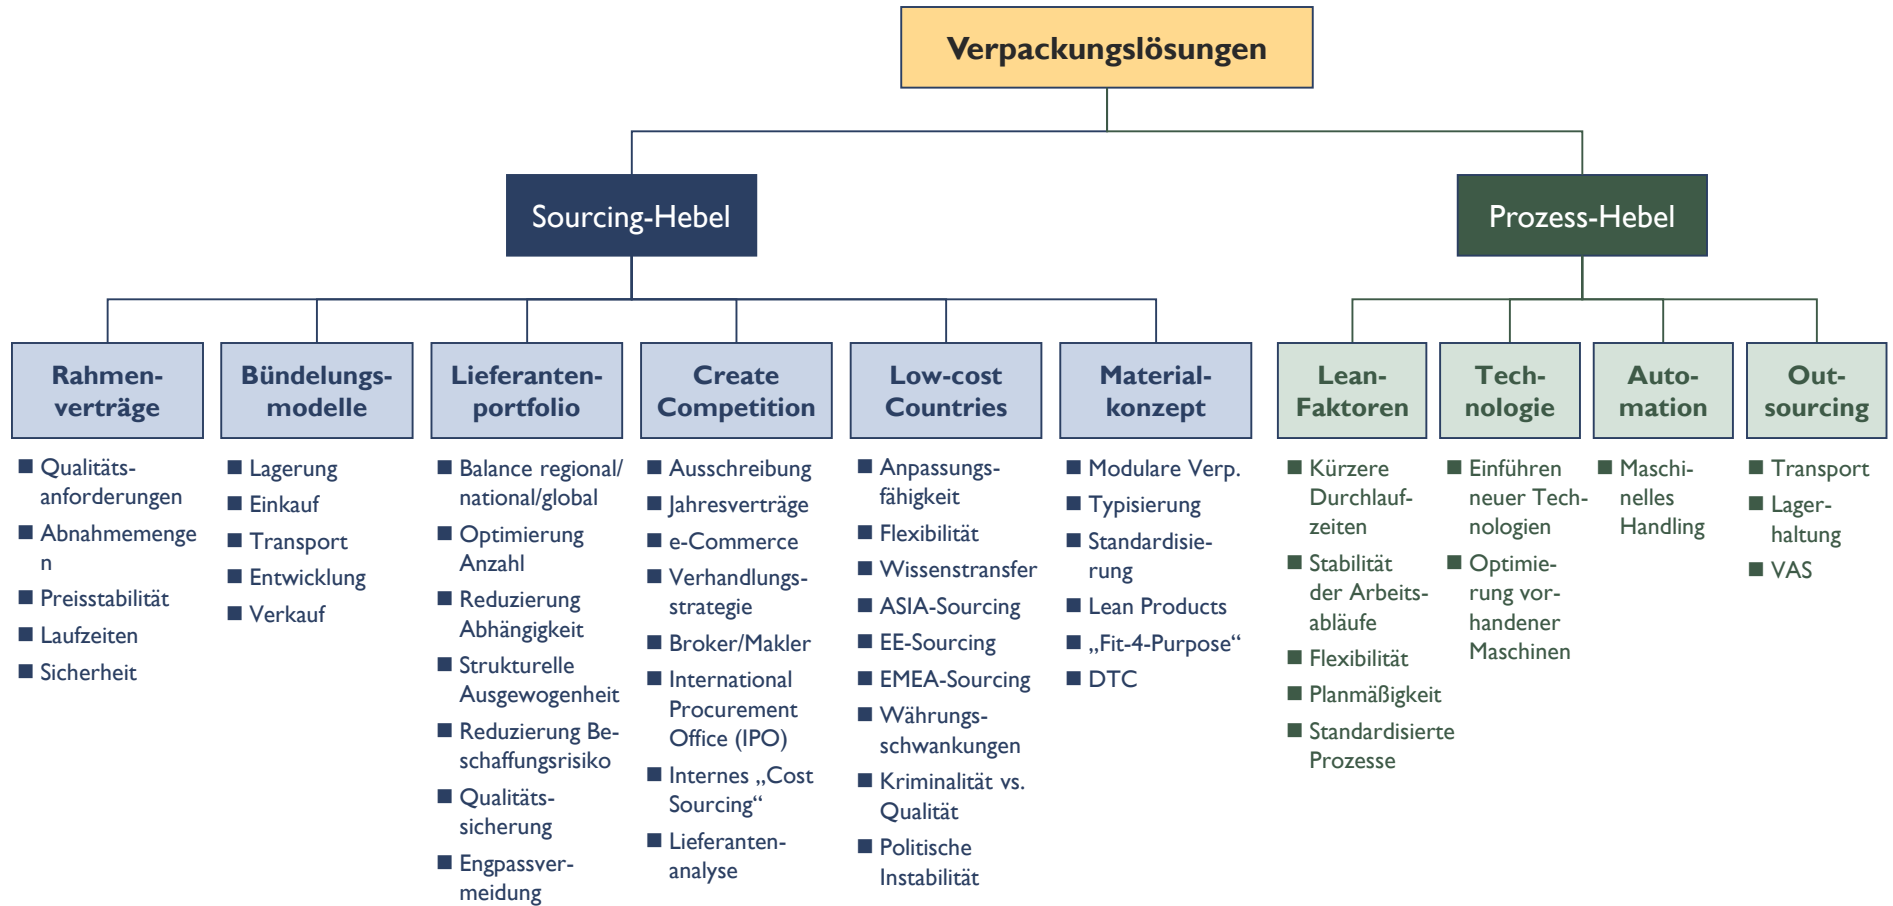 Verpackungslösungen
Sourcing-Hebel
Prozess-Hebel
Rahmen-
verträge
Bündelungs-
modelle
Lieferanten-
portfolio
Create
Competition
Low-cost
Countries
Material-
konzept
Lean-
Faktoren
Tech-
nologie
Auto-
mation
Out-
sourcing
■ Qualitäts-
anforderungen
■ Abnahmemenge
n
■ Preisstabilität
■ Laufzeiten
■ Sicherheit
■ Lagerung
■ Einkauf
■ Transport
■ Entwicklung
■ Verkauf
■ Balance regional/
national/global
■ Optimierung
Anzahl
■ Reduzierung
Abhängigkeit
■ Strukturelle
Ausgewogenheit
■ Reduzierung Be-
schaffungsrisiko
■ Qualitäts-
sicherung
■ Engpassver-
meidung
■ Ausschreibung
■ Jahresverträge
■ e-Commerce
■ Verhandlungs-
strategie
■ Broker/Makler
■ International
Procurement
Office (IPO)
■ Internes „Cost
Sourcing“
■ Lieferanten-
analyse
■ Anpassungs-
fähigkeit
■ Flexibilität
■ Wissenstransfer
■ ASIA-Sourcing
■ EE-Sourcing
■ EMEA-Sourcing
■ Währungs-
schwankungen
■ Kriminalität vs.
Qualität
■ Politische
Instabilität
■ Modulare Verp.
■ Typisierung
■ Standardisie-
rung
■ Lean Products
■ „Fit-4-Purpose“
■ DTC
■ Kürzere
Durchlauf-
zeiten
■ Stabilität
der Arbeits-
abläufe
■ Flexibilität
■ Planmäßigkeit
■ Standardisierte
Prozesse
■ Einführen
neuer Tech-
nologien
■ Optimie-
rung vor-
handener
Maschinen
■ Maschi-
nelles
Handling
■ Transport
■ Lager-
haltung
■ VAS